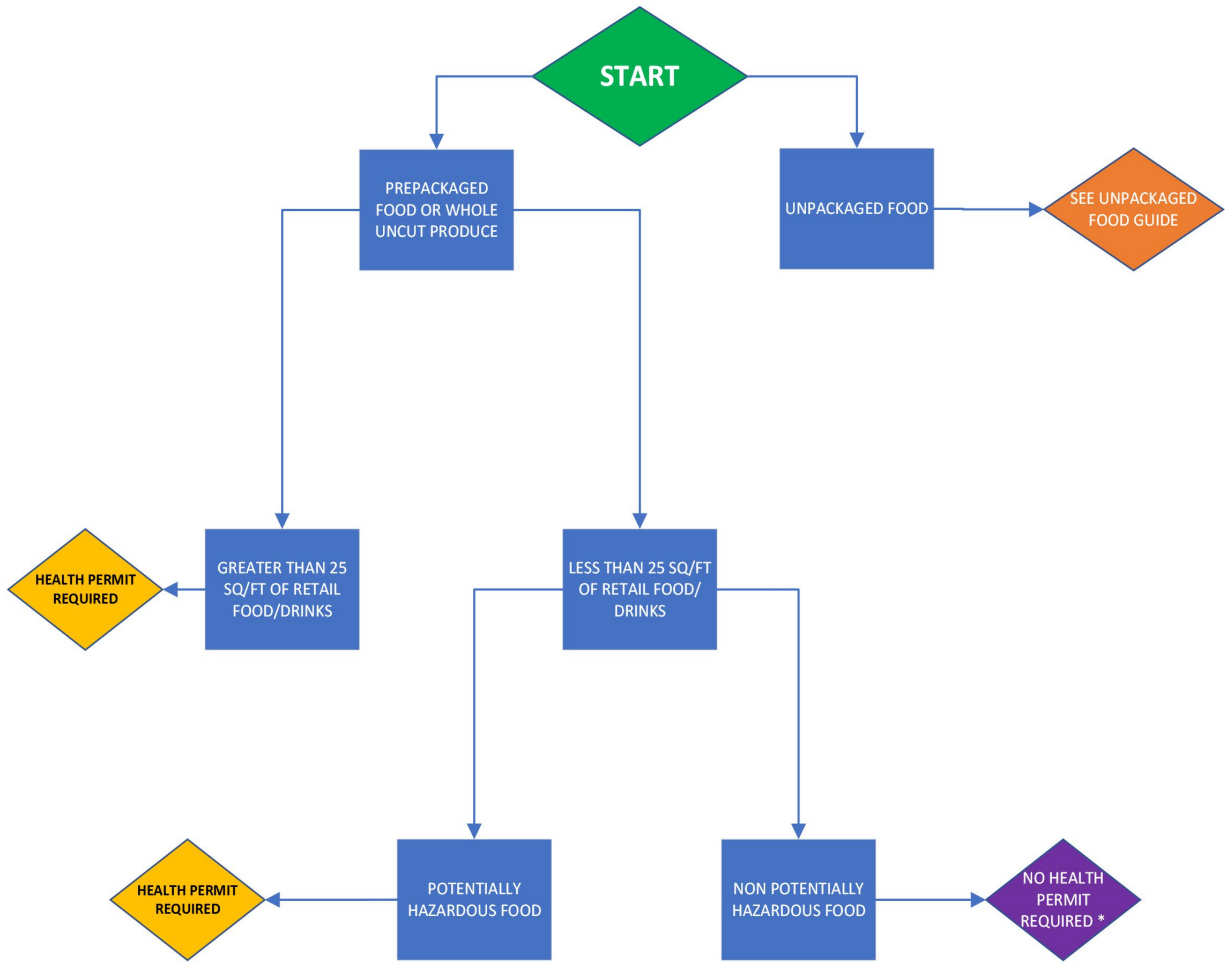 START
PREPACKAGED
FOOD OR WHOLE
UNCUT PRODUCE
UNPACKAGED FOOD
SEE UNPACKAGED
FOOD GUIDE
HEALTH PERMIT
REQUIRED
GREATER THAN 25
SQ/FT OF RETAIL
FOOD/DRINKS
LESS THAN 25 SQ/FT
OF RETAIL FOOD/
DRINKS
HEALTH PERMIT
REQUIRED
POTENTIALLY
HAZARDOUS FOOD
NON POTENTIALLY
HAZARDOUS FOOD
NO HEALTH
PERMIT
REQUIRED *